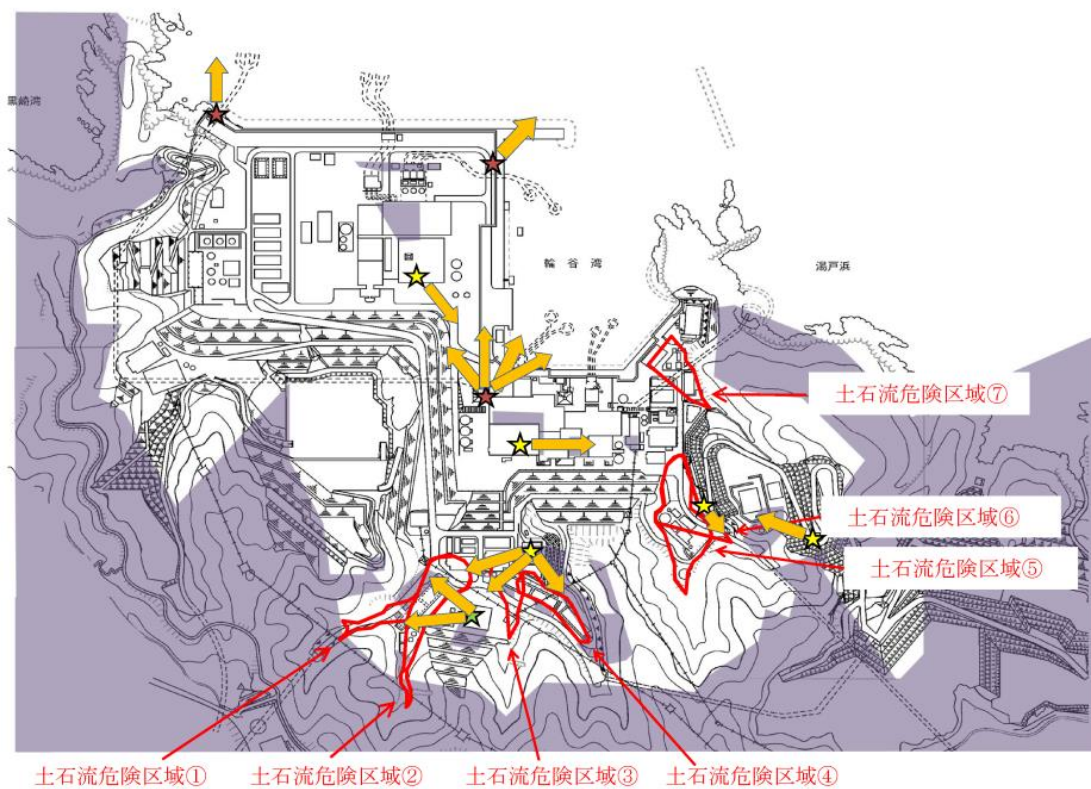 黒崎湾
輪谷湾
湯戸浜
土石流危険区域⑦
土石流危険区域⑥
土石流危険区域⑤
土石流危険区域①
土石流危険区域②
土石流危険区域③
土石流危険区域④